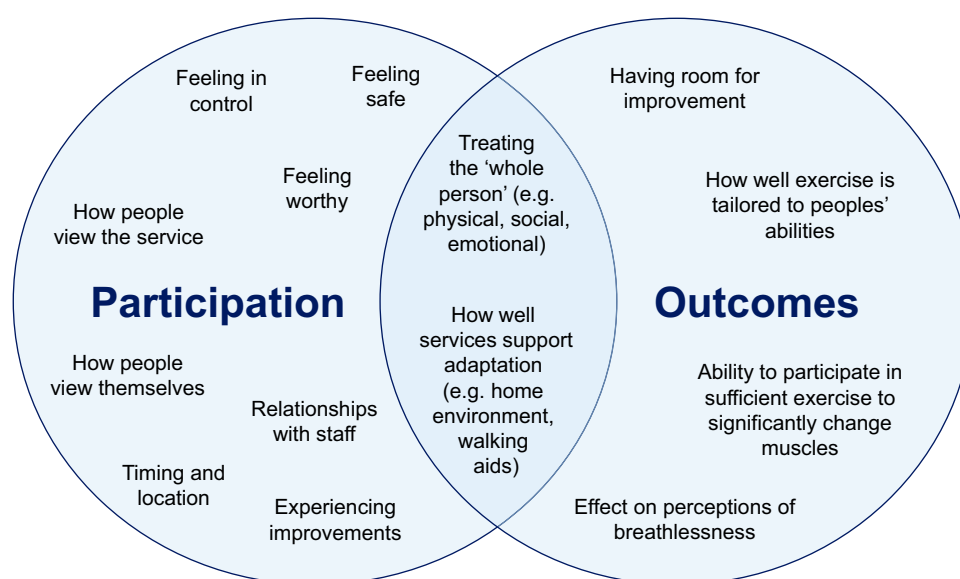 Feeling in
control
Feeling
safe
Feeling
worthy
How people
view the service
Participation
How people
view themselves
Relationships
with staff
Timing and
location
Experiencing
improvements
Treating
the ‘whole
person’ (e.g.
physical, social,
emotional)
How well
services support
adaptation
(e.g. home
environment,
walking
aids)
Having room for
improvement
How well exercise is
tailored to peoples’
abilities
Outcomes
Ability to participate in
sufficient exercise to
significantly change
muscles
Effect on perceptions of
breathlessness